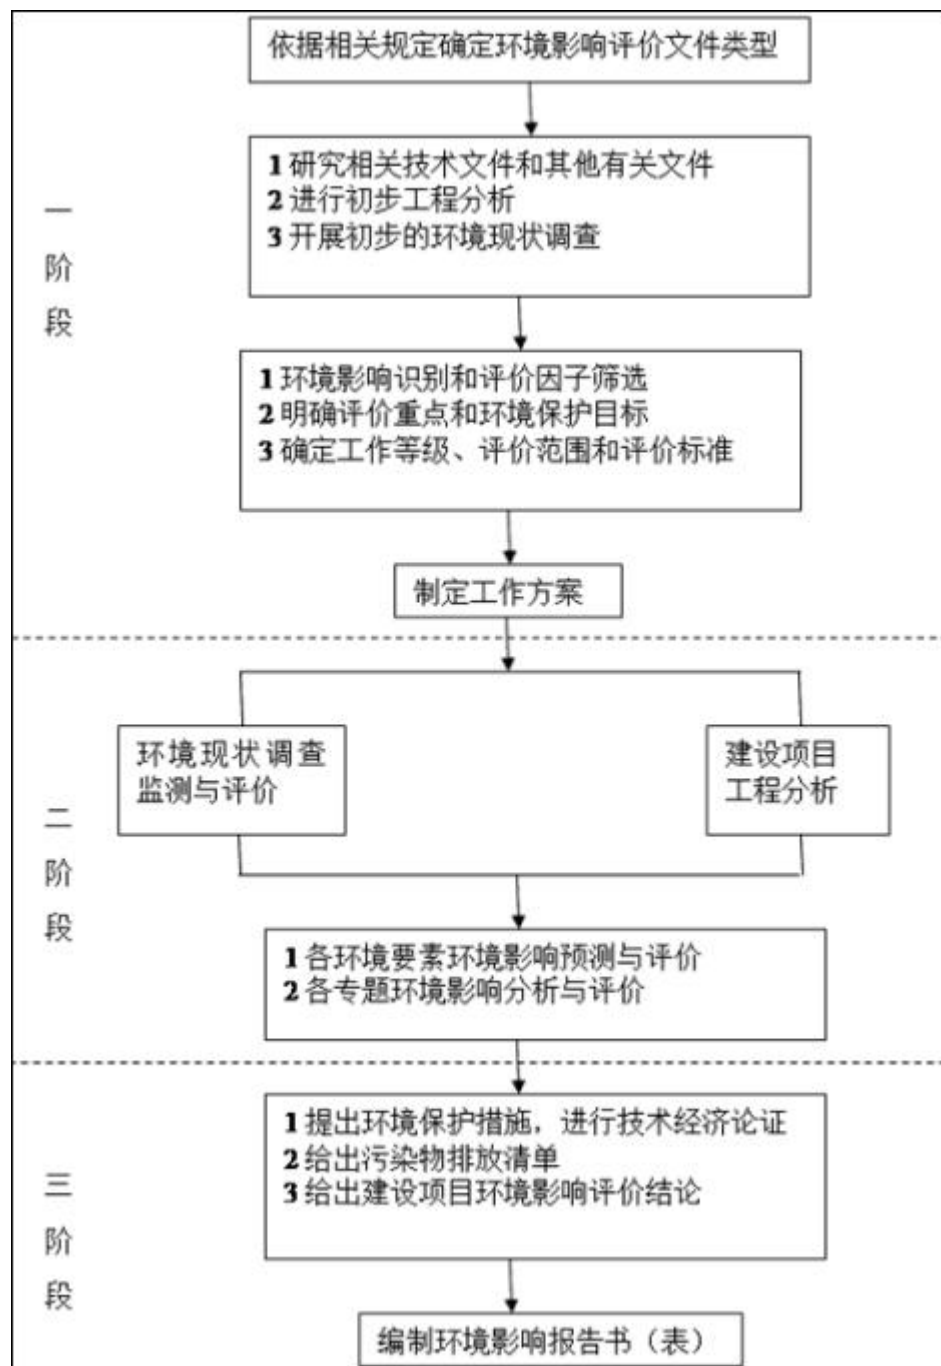 依据相关规定确定环境影响评价文件类型
1 研究相关技术文件和其他有关文件
2 进行初步工程分析
3 开展初步的环境现状调查
一
阶
段
1 环境影响识别和评价因子筛选
2 明确评价重点和环境保护目标
3 确定工作等级、评价范围和评价标准
制定工作方案
环境现状调查
监测与评价
建设项目
工程分析
二
阶
段
1 各环境要素环境影响预测与评价
2 各专题环境影响分析与评价
1 提出环境保护措施，进行技术经济论证
2 给出污染物排放清单
3 给出建设项目环境影响评价结论
三
阶
段
编制环境影响报告书（表）